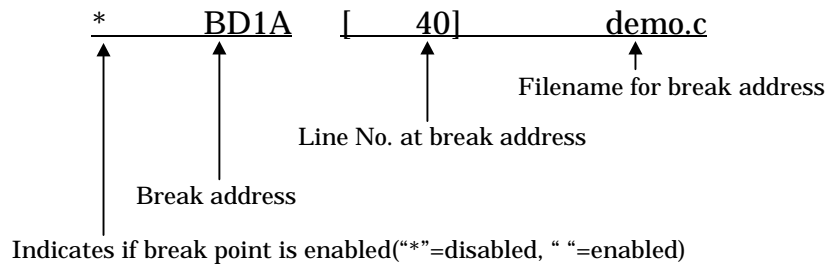 * BD1A [ 40] demo.c
Filename for break address
Line No. at break address
Break address
Indicates if break point is enabled(“*”=disabled, “ “=enabled)